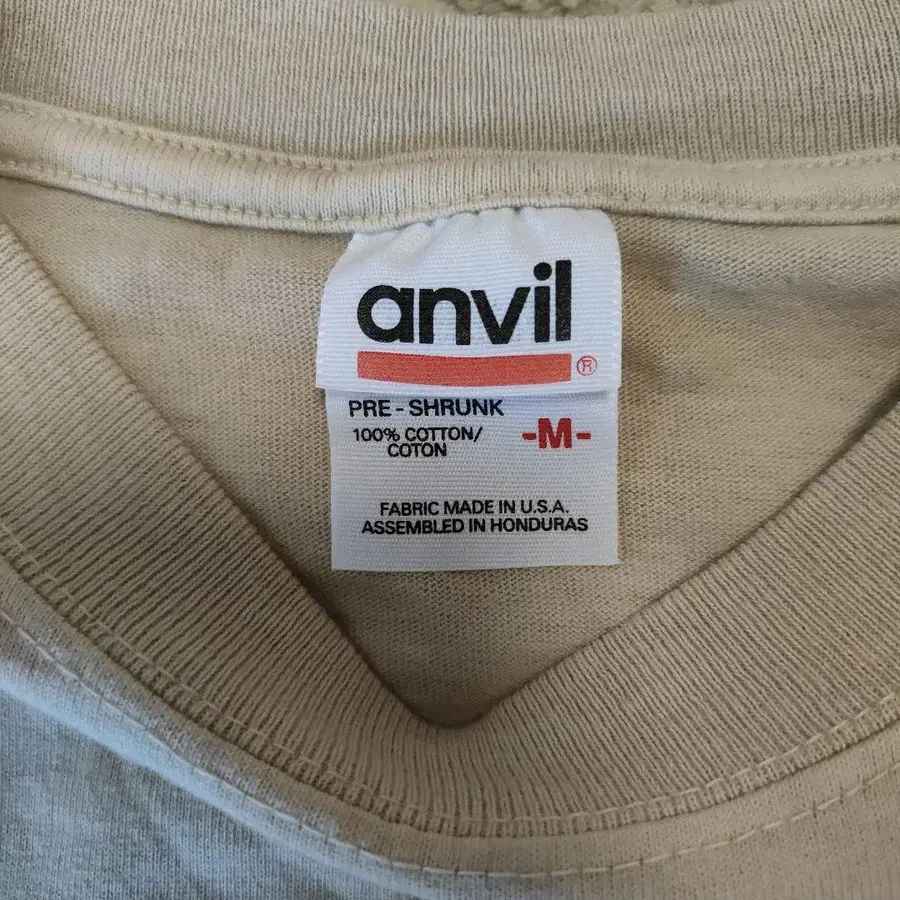 anvil
®
PRE - SHRUNK
100% COTTON/
COTON
-M-
FABRIC MADE IN U.S.A.
ASSEMBLED IN HONDURAS